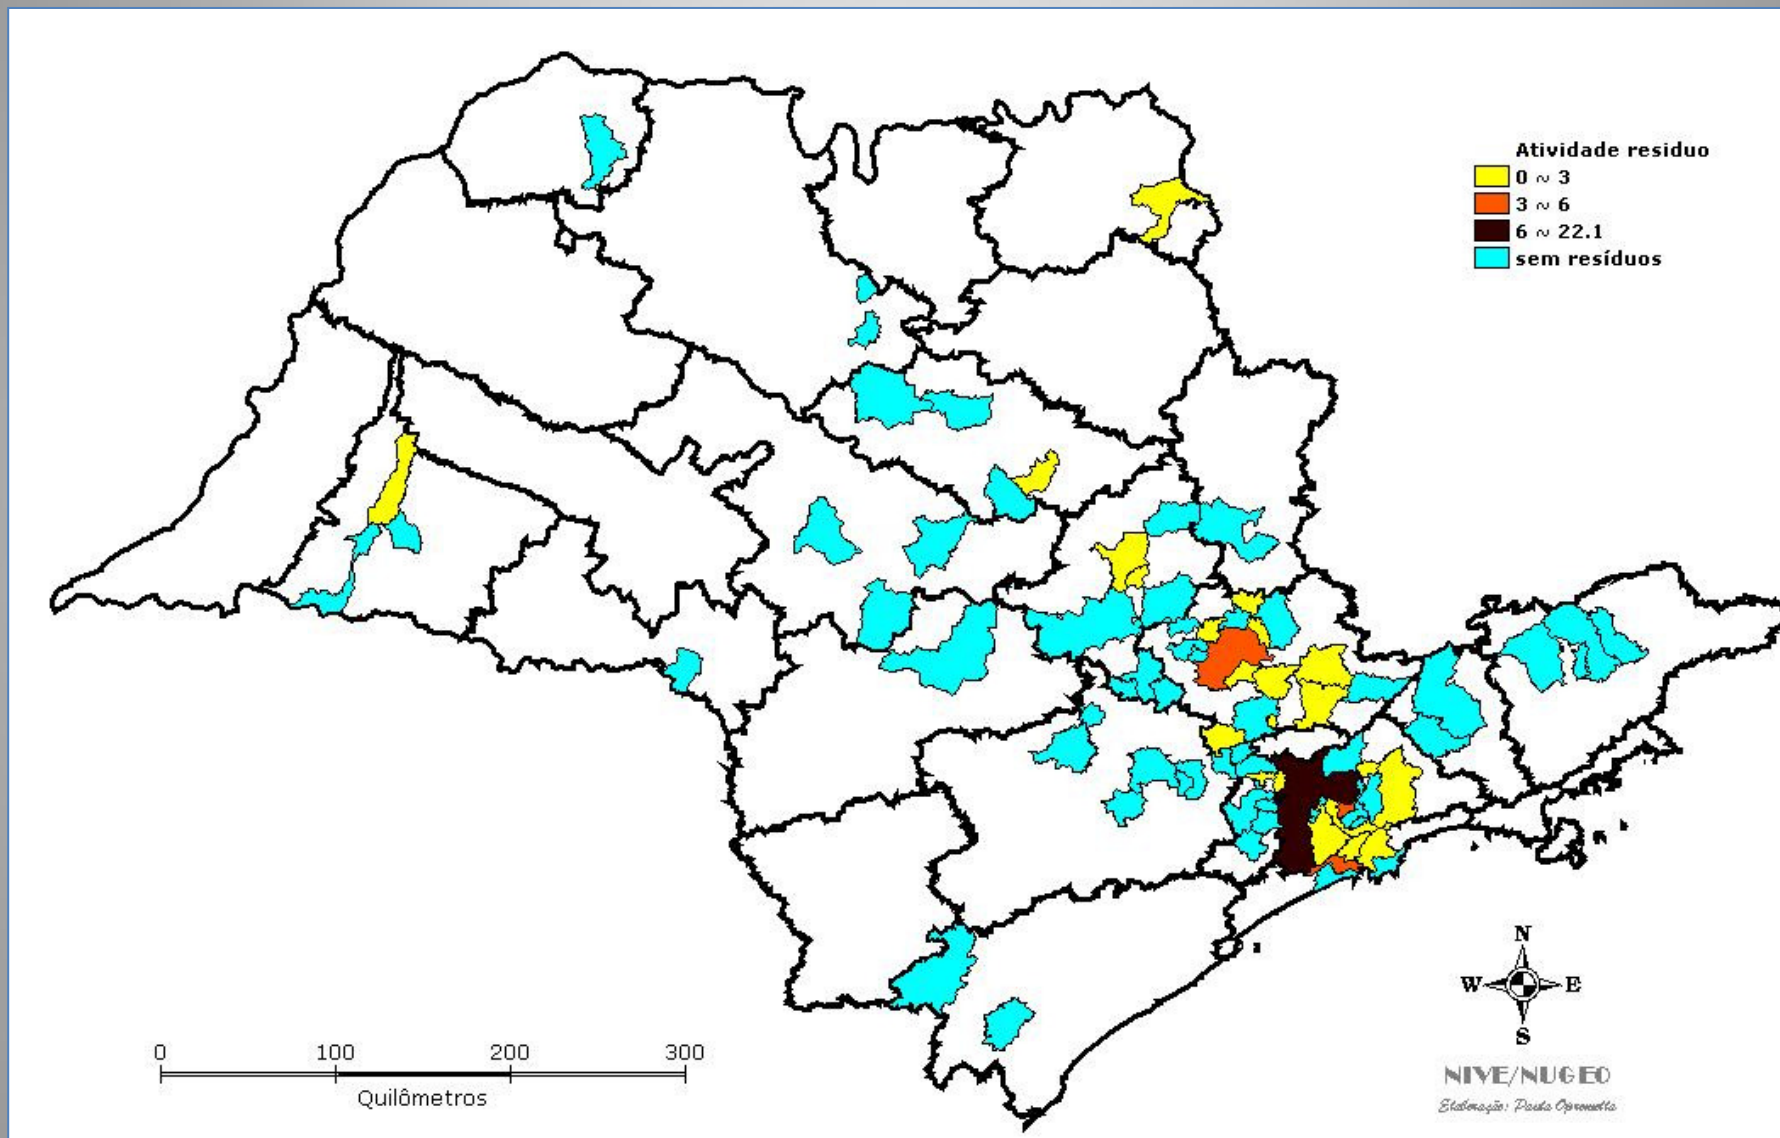 Atividade residuo
0 ~ 3
3 ~ 6
6 ~ 22.1
sem resíduos
N
W E
S
0 100 200 300
Quilômetros
NIVE/NUGEO
Elaboração: Paula Opromolla